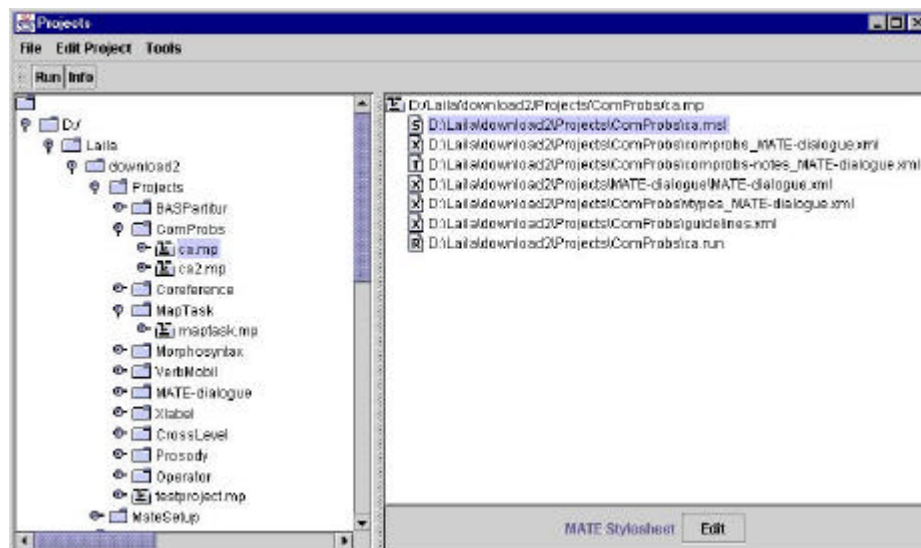 Projects
File Edit Project Tools
Run Info
D:/
Laila
download2
Projects
BASPartitur
ComProbs
ca.mp
ca2.mp
Coreference
MapTask
maptask.mp
Morphosyntax
VerbMobil
MATE-dialogue
Xlabel
CrossLevel
Prosody
Operator
testproject.mp
MateSetup
D:/Laila/download2/Projects/ComProbs/ca.mp
S D:\Laila\download2\Projects\ComProbs\ca.msl
X D:\Laila\download2\Projects\ComProbs\comprobs_MATE-dialogue.xml
T D:\Laila\download2\Projects\ComProbs\comprobs-notes_MATE-dialogue.xml
X D:\Laila\download2\Projects\MATE-dialogue\MATE-dialogue.xml
X D:\Laila\download2\Projects\ComProbs\vtypes_MATE-dialogue.xml
X D:\Laila\download2\Projects\ComProbs\guidelines.xml
R D:\Laila\download2\Projects\ComProbs\ca.run
MATE Stylesheet Edit